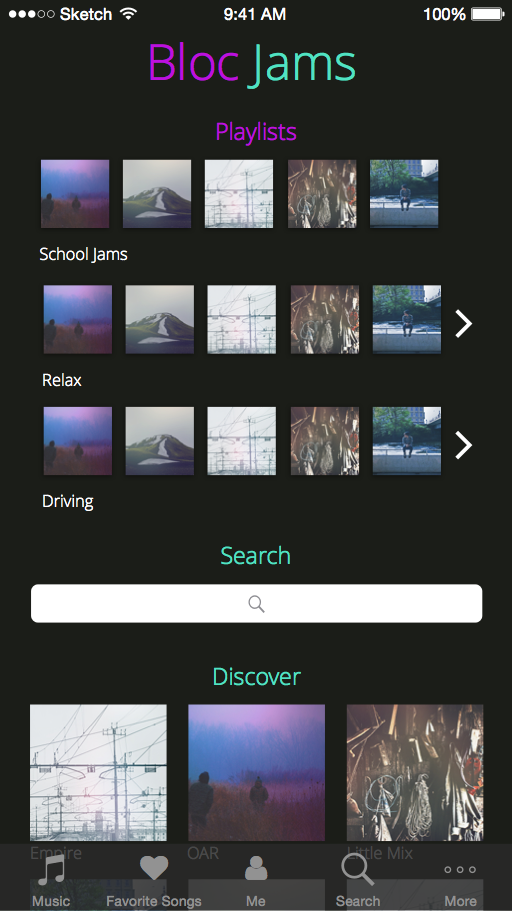 Sketch 9:41 AM 100%
Bloc Jams
Playlists
School Jams
Relax
Driving
Search
Discover
Empire OAR Little Mix
Music Favorite Songs Me Search More